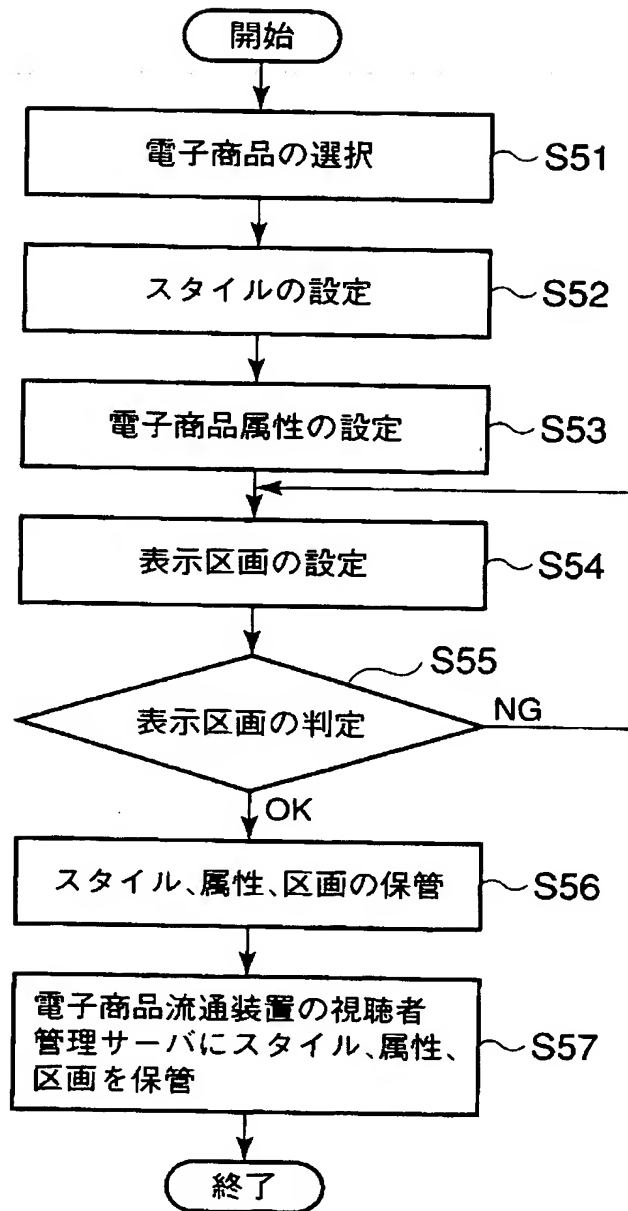 開始
電子商品の選択
S51
スタイルの設定
S52
電子商品属性の設定
S53
表示区画の設定
S54
S55
表示区画の判定
NG
OK
スタイル、属性、区画の保管
S56
電子商品流通装置の視聴者
管理サーバにスタイル、属性、
区画を保管
S57
終了